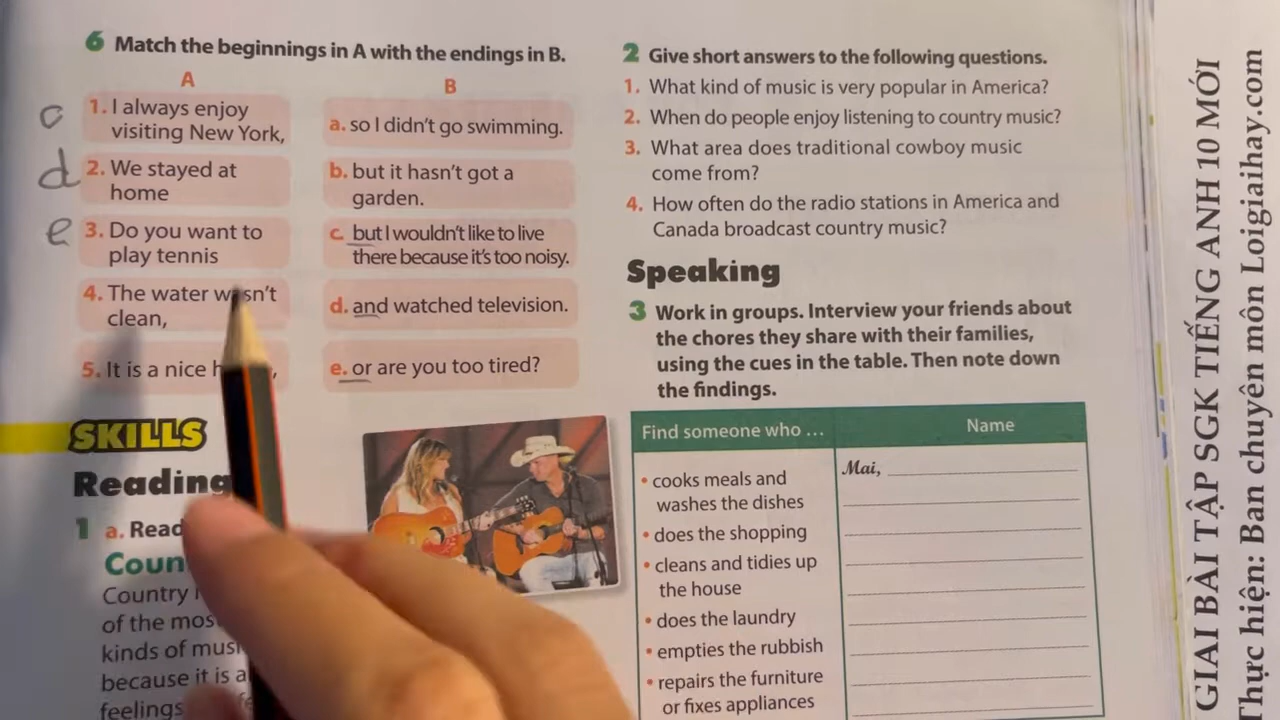 6 Match the beginnings in A with the endings in B.
A
B
c
1. I always enjoy
visiting New York,
d
2. We stayed at
home
e
3. Do you want to
play tennis
4. The water wasn't
clean,
5. It is a nice
a. so I didn't go swimming.
b. but it hasn't got a
garden.
c. but I wouldn't like to live
there because it's too noisy.
d. and watched television.
e. or are you too tired?
SKILLS
Reading
1 a. Read
Country
of the
kinds of
because it is a
feelings
2 Give short answers to the following questions.
1. What kind of music is very popular in America?
2. When do people enjoy listening to country music?
3. What area does traditional cowboy music
come from?
4. How often do the radio stations in America and
Canada broadcast country music?
Speaking
3 Work in groups. Interview your friends about
the chores they share with their families,
using the cues in the table. Then note down
the findings.
Find someone who ...
Name
• cooks meals and
washes the dishes
Mai,
• does the shopping
• cleans and tidies up
the house
• does the laundry
• empties the rubbish
• repairs the furniture
or fixes appliances
GIAI BÀI TẬP SGK TIẾNG ANH 10 MỚI
Thực hiện: Ban chuyên môn Loigiaihay.com